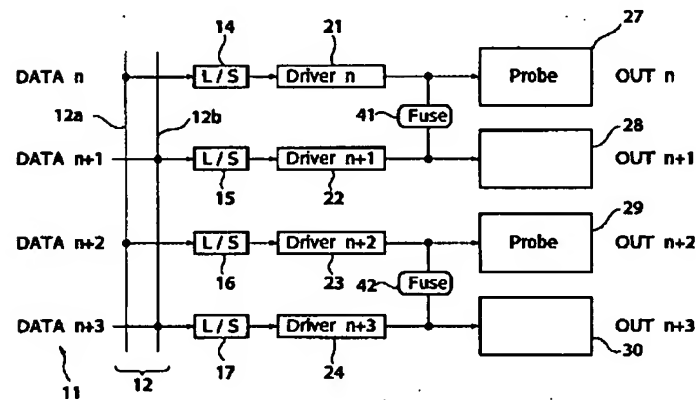 14 21 27
DATA n L / S Driver n Probe OUT n
12a 12b 41 Fuse 28
DATA n+1 L / S Driver n+1 OUT n+1
15 22 29
DATA n+2 L / S Driver n+2 Probe OUT n+2
16 23 42 Fuse
DATA n+3 L / S Driver n+3 OUT n+3
11 12 17 24 30